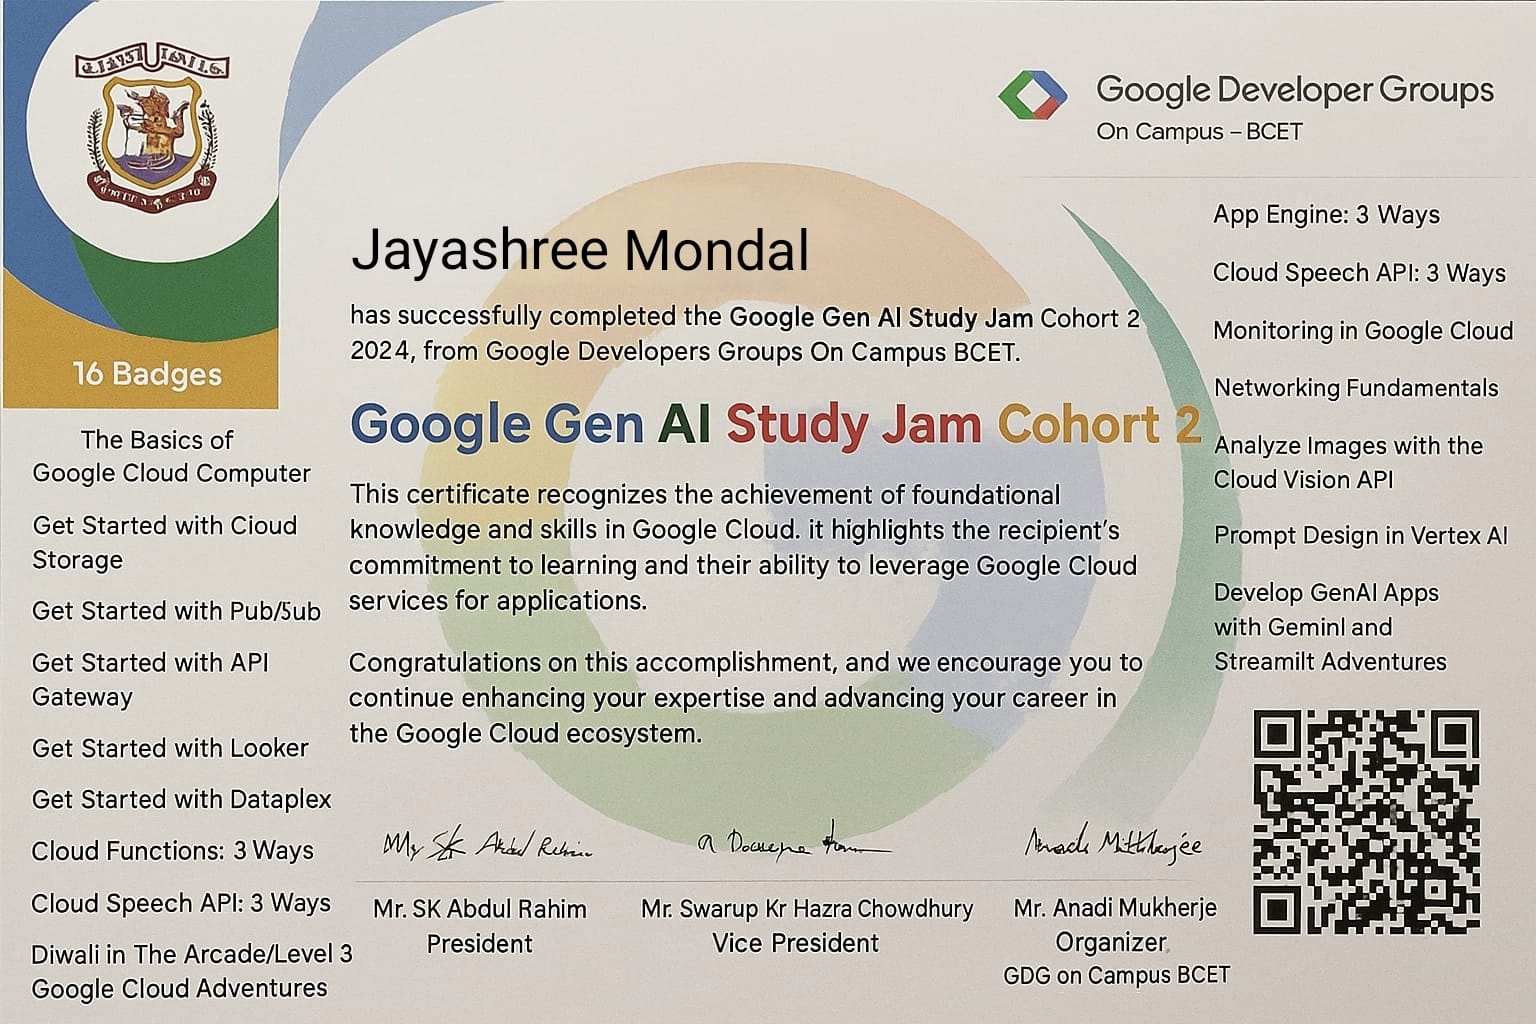 16 Badges
The Basics of
Google Cloud Computer
Get Started with Cioud
Storage
Get Started with Pub/Sub
Get Started with API
Gateway
Get Started with Looker
Get Started with Dataplex
Cloud Functions: 3 Ways
Cloud Speech API: 3 Ways
Diwali in The Arcade/Level 3
Google Cloud Adventures
Jayashree Mondal
has successfully completed the Google Gen AI Study Jam Cohort 2
2024, from Google Developers Groups On Campus BCET.
Google Gen AI Study Jam Cohort 2
This certificate recognizes the achievement of foundational
knowledge and skills in Google Cloud. it highlights the recipient's
commitment to learning and their ability to leverage Google Cloud
services for applications.
Congratulations on this accomplishment, and we encourage you to
continue enhancing your expertise and advancing your career in
the Google Cloud ecosystem.
Mr. SK Abdul Rahim
President
Mr. Swarup Kr Hazra Chowdhury
Vice President
Mr. Anadi Mukherje
Organizer
GDG on Campus BCET
Google Developer Groups
On Campus – BCET
App Engine: 3 Ways
Cloud Speech API: 3 Ways
Monitoring in Google Cloud
Networking Fundamentals
Analyze Images with the
Cloud Vision API
Prompt Design in Vertex AI
Develop GenAI Apps
with Geminl and
Streamilt Adventures